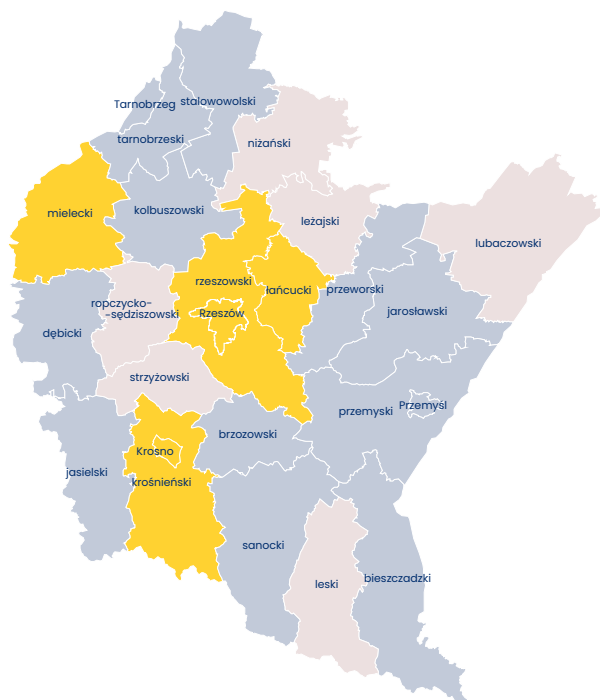 Tarnobrzeg
stalowowolski
tarnobrzeski
niżański
mielecki
kolbuszowski
leżajski
lubaczowski
rzeszowski
łańcucki
przeworski
ropczycko-
-sędziszowski
Rzeszów
jarosławski
dębicki
strzyżowski
przemyski
Przemyśl
brzozowski
Krosno
jasielski
krośnieński
sanocki
leski
bieszczadzki